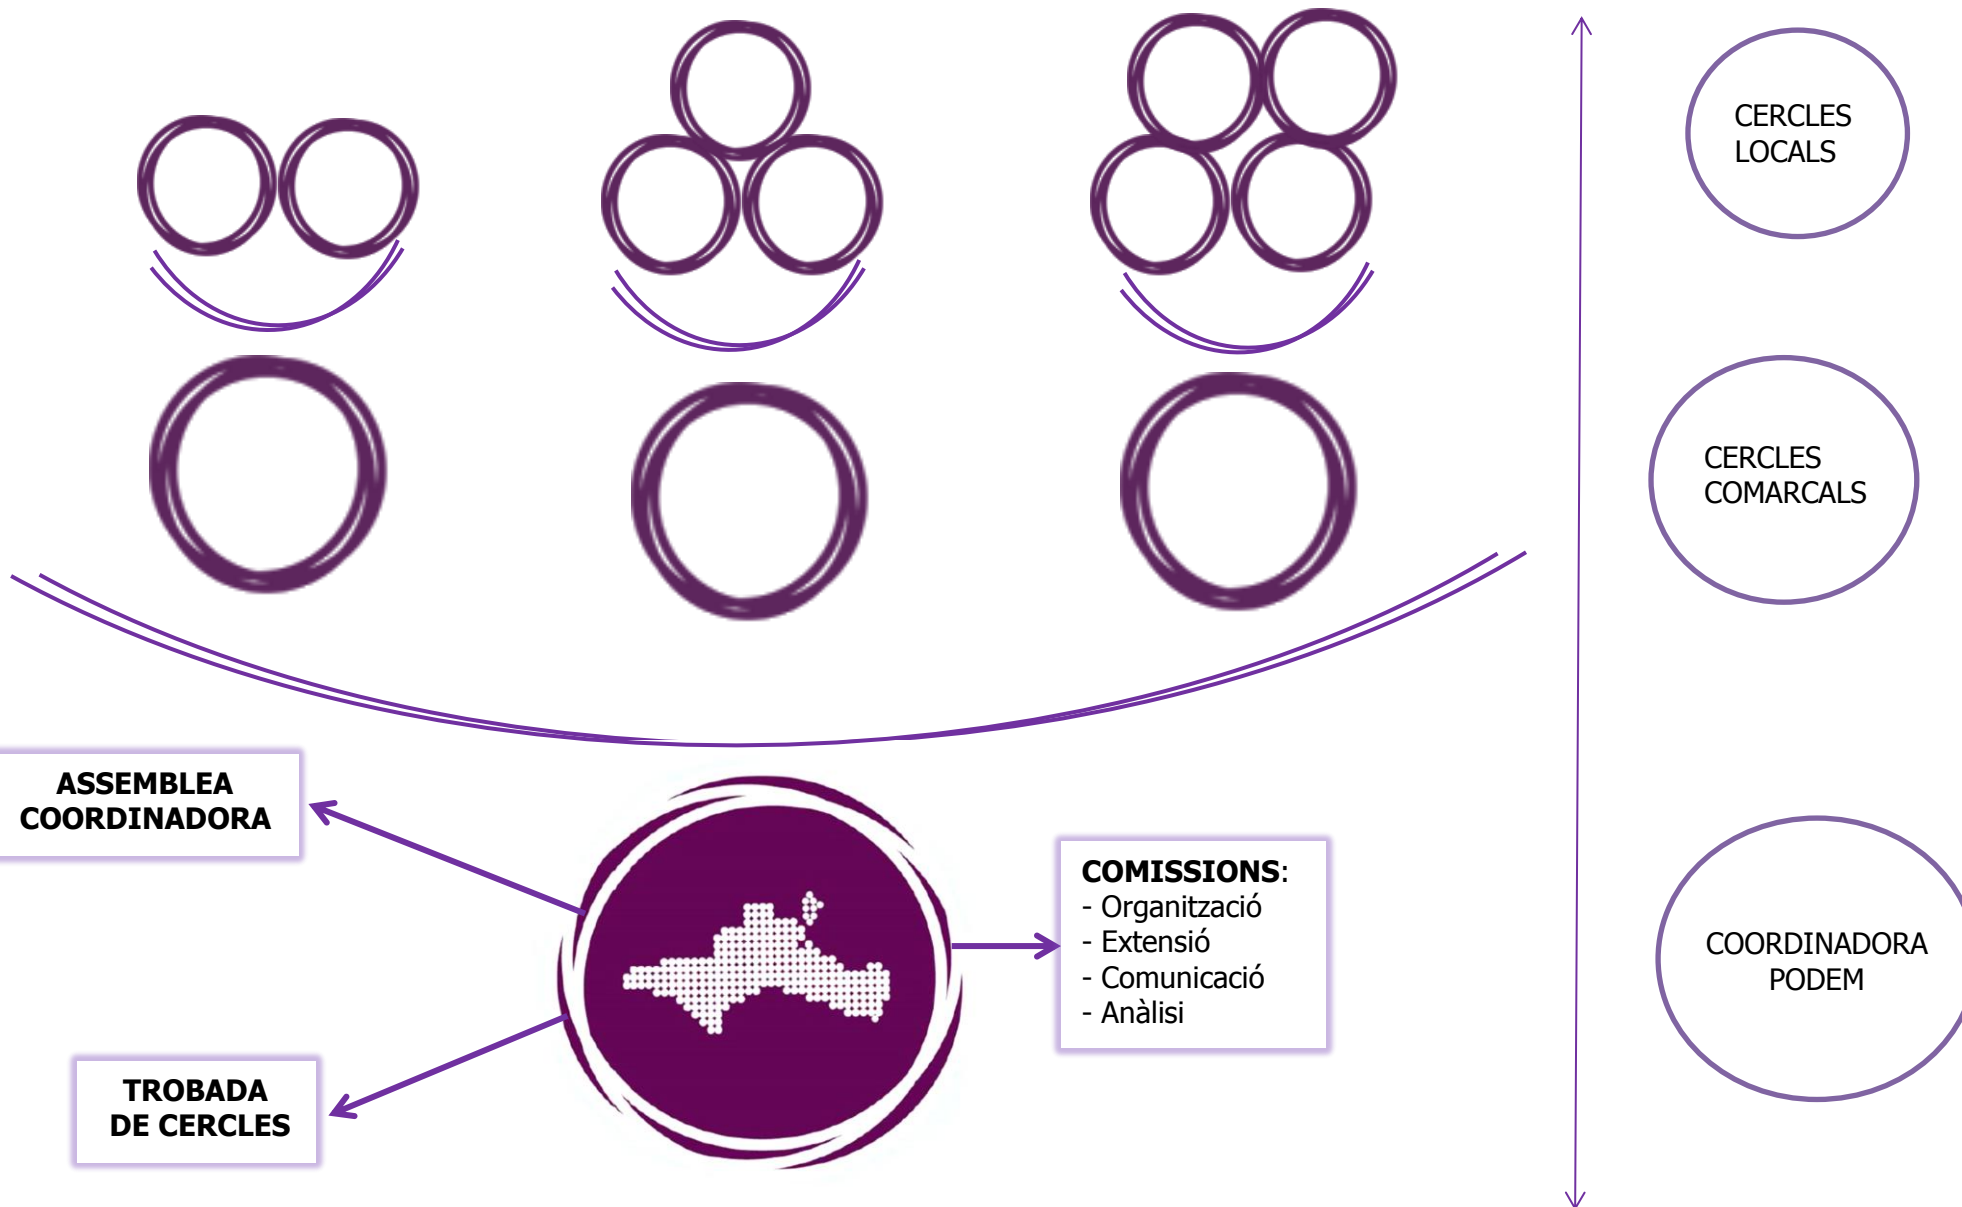 CERCLES
LOCALS
CERCLES
COMARCALS
ASSEMBLEA
COORDINADORA
COMISSIONS:
- Organització
- Extensió
- Comunicació
- Anàlisi
COORDINADORA
PODEM
TROBADA
DE CERCLES